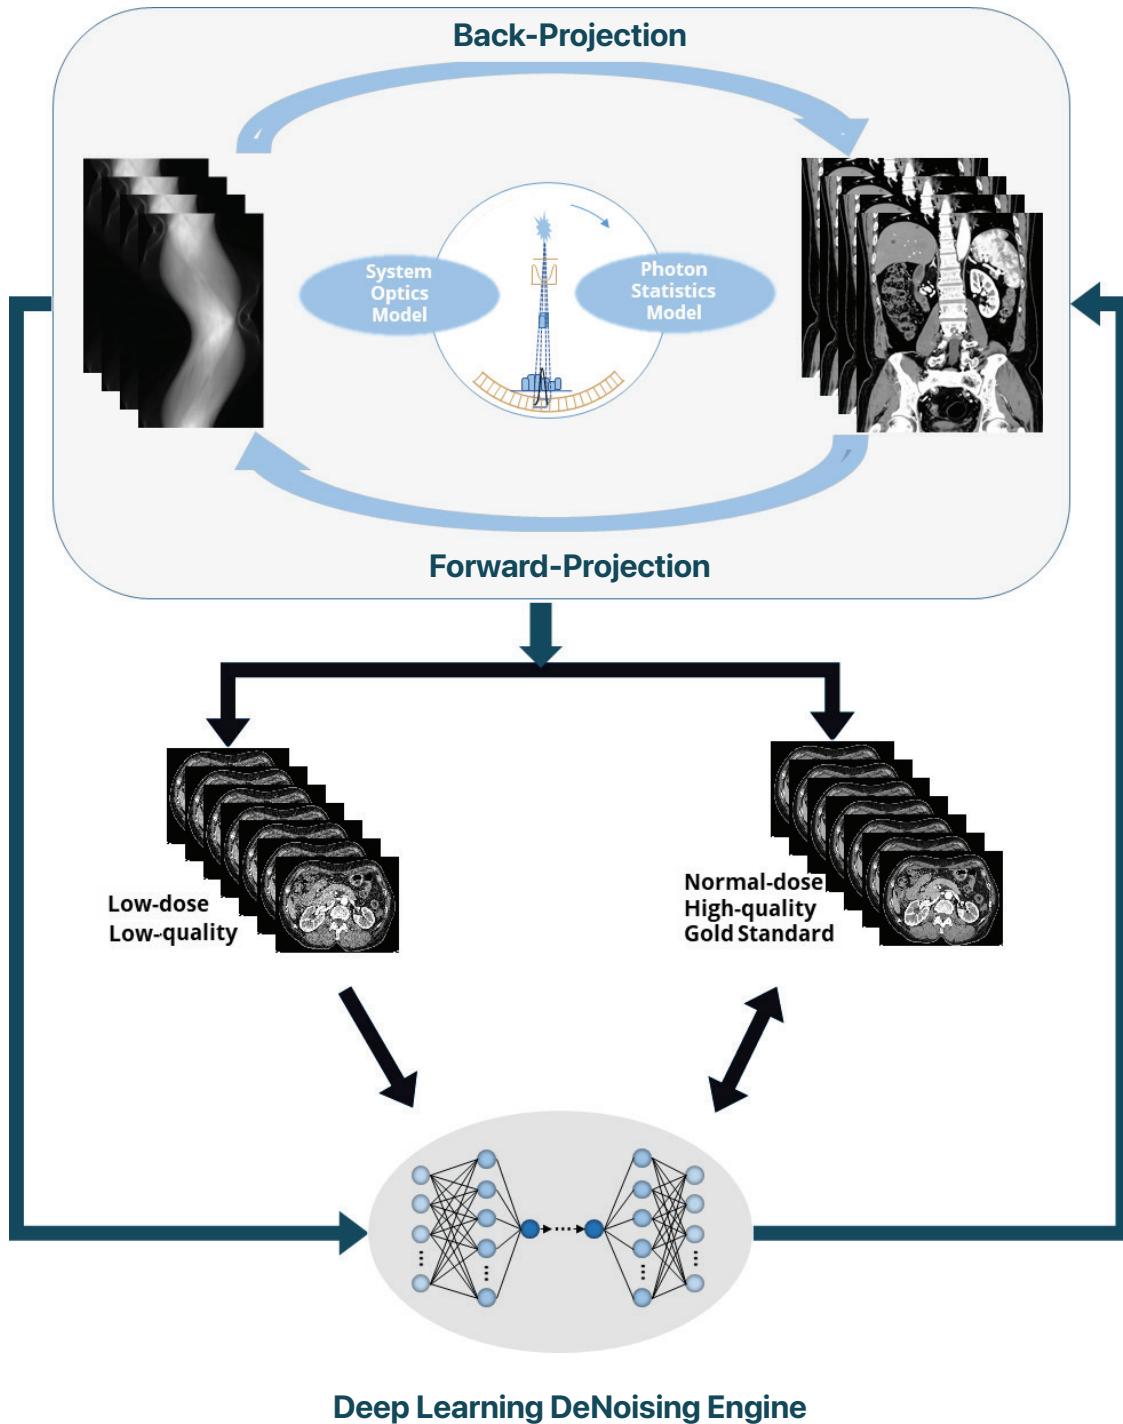 Back-Projection
System
Optics
Model
Photon
Statistics
Model
Forward-Projection
Low-dose
Low-quality
Normal-dose
High-quality
Gold Standard
Deep Learning DeNoising Engine